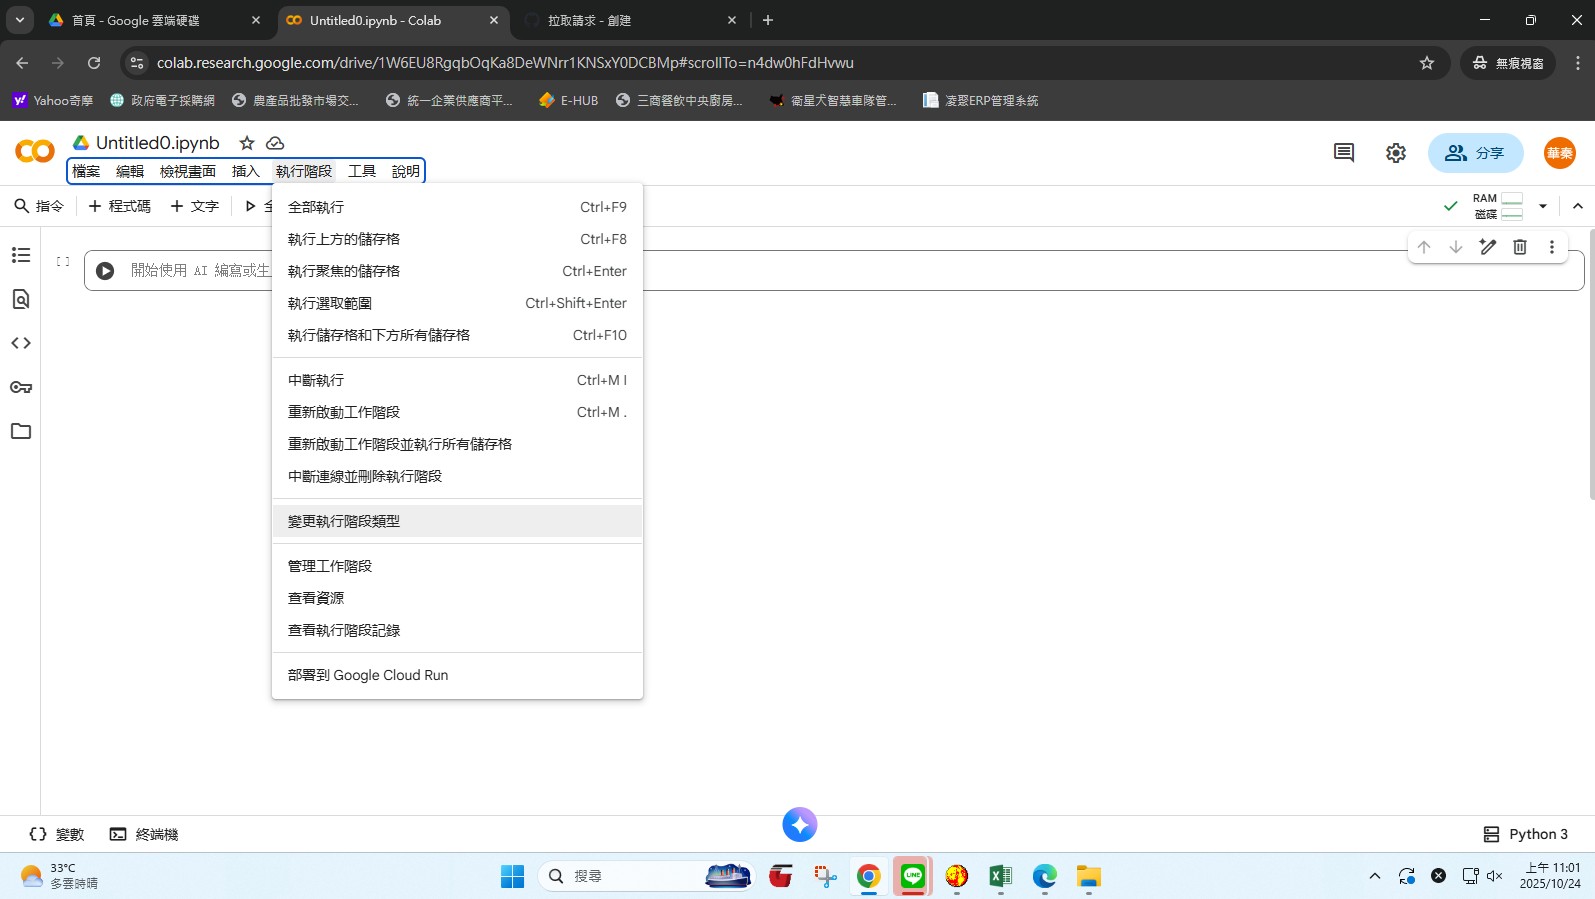 首頁 - Google 雲端硬碟
Untitled0.ipynb - Colab
拉取請求 - 創建
colab.research.google.com/drive/1W6EU8RgqbOqKa8DeWNrr1KNSxY0DCBMp#scrollTo=n4dw0hFdHvwu
無痕視窗
Yahoo奇摩
政府電子採購網
農產品批發市場交...
統一企業供應商平...
E-HUB
三商餐飲中央廚房...
衛星犬智慧車隊管...
凌聚ERP管理系統
Untitled0.ipynb
檔案 編輯 檢視畫面 插入 執行階段 工具 說明
分享
華秦
指令
程式碼
文字
全
RAM
磁碟
[ ]
開始使用 AI 編寫或生
全部執行 Ctrl+F9
執行上方的儲存格 Ctrl+F8
執行聚焦的儲存格 Ctrl+Enter
執行選取範圍 Ctrl+Shift+Enter
執行儲存格和下方所有儲存格 Ctrl+F10
中斷執行 Ctrl+M I
重新啟動工作階段 Ctrl+M .
重新啟動工作階段並執行所有儲存格
中斷連線並刪除執行階段
變更執行階段類型
管理工作階段
查看資源
查看執行階段記錄
部署到 Google Cloud Run
變數
終端機
Python 3
33°C
多雲時晴
搜尋
LINE
上午 11:01
2025/10/24